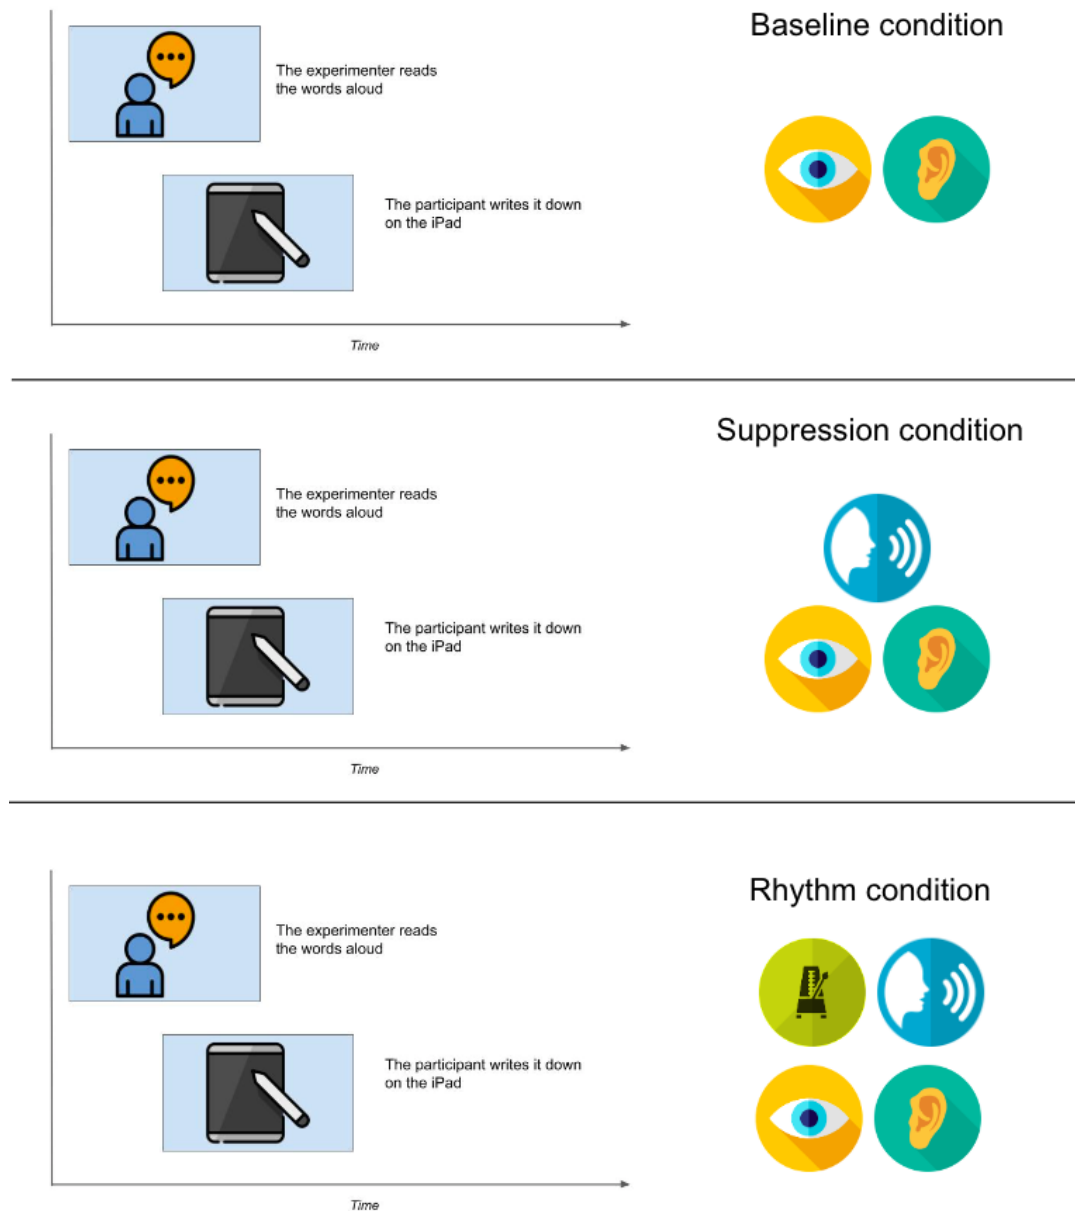 Baseline condition
The experimenter reads
the words aloud
The participant writes it down
on the iPad
Time
Suppression condition
The experimenter reads
the words aloud
The participant writes it down
on the iPad
Time
Rhythm condition
The experimenter reads
the words aloud
The participant writes it down
on the iPad
Time